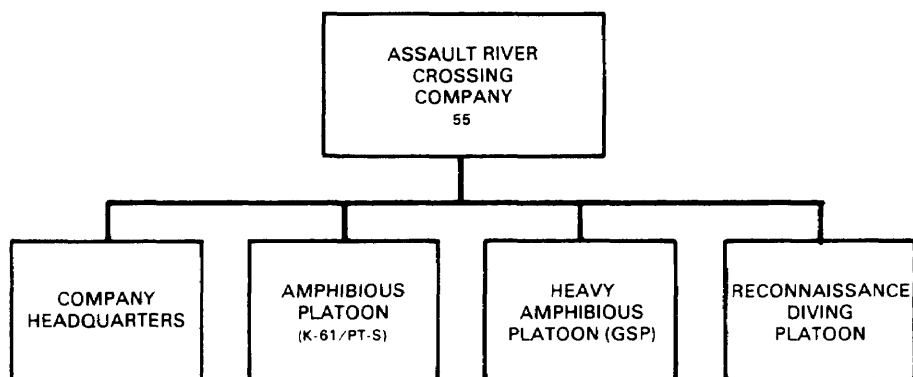 ASSAULT RIVER
CROSSING
COMPANY
55
COMPANY
HEADQUARTERS
AMPHIBIOUS
PLATOON
(K-61/PT-S)
HEAVY
AMPHIBIOUS
PLATOON (GSP)
RECONNAISSANCE
DIVING
PLATOON